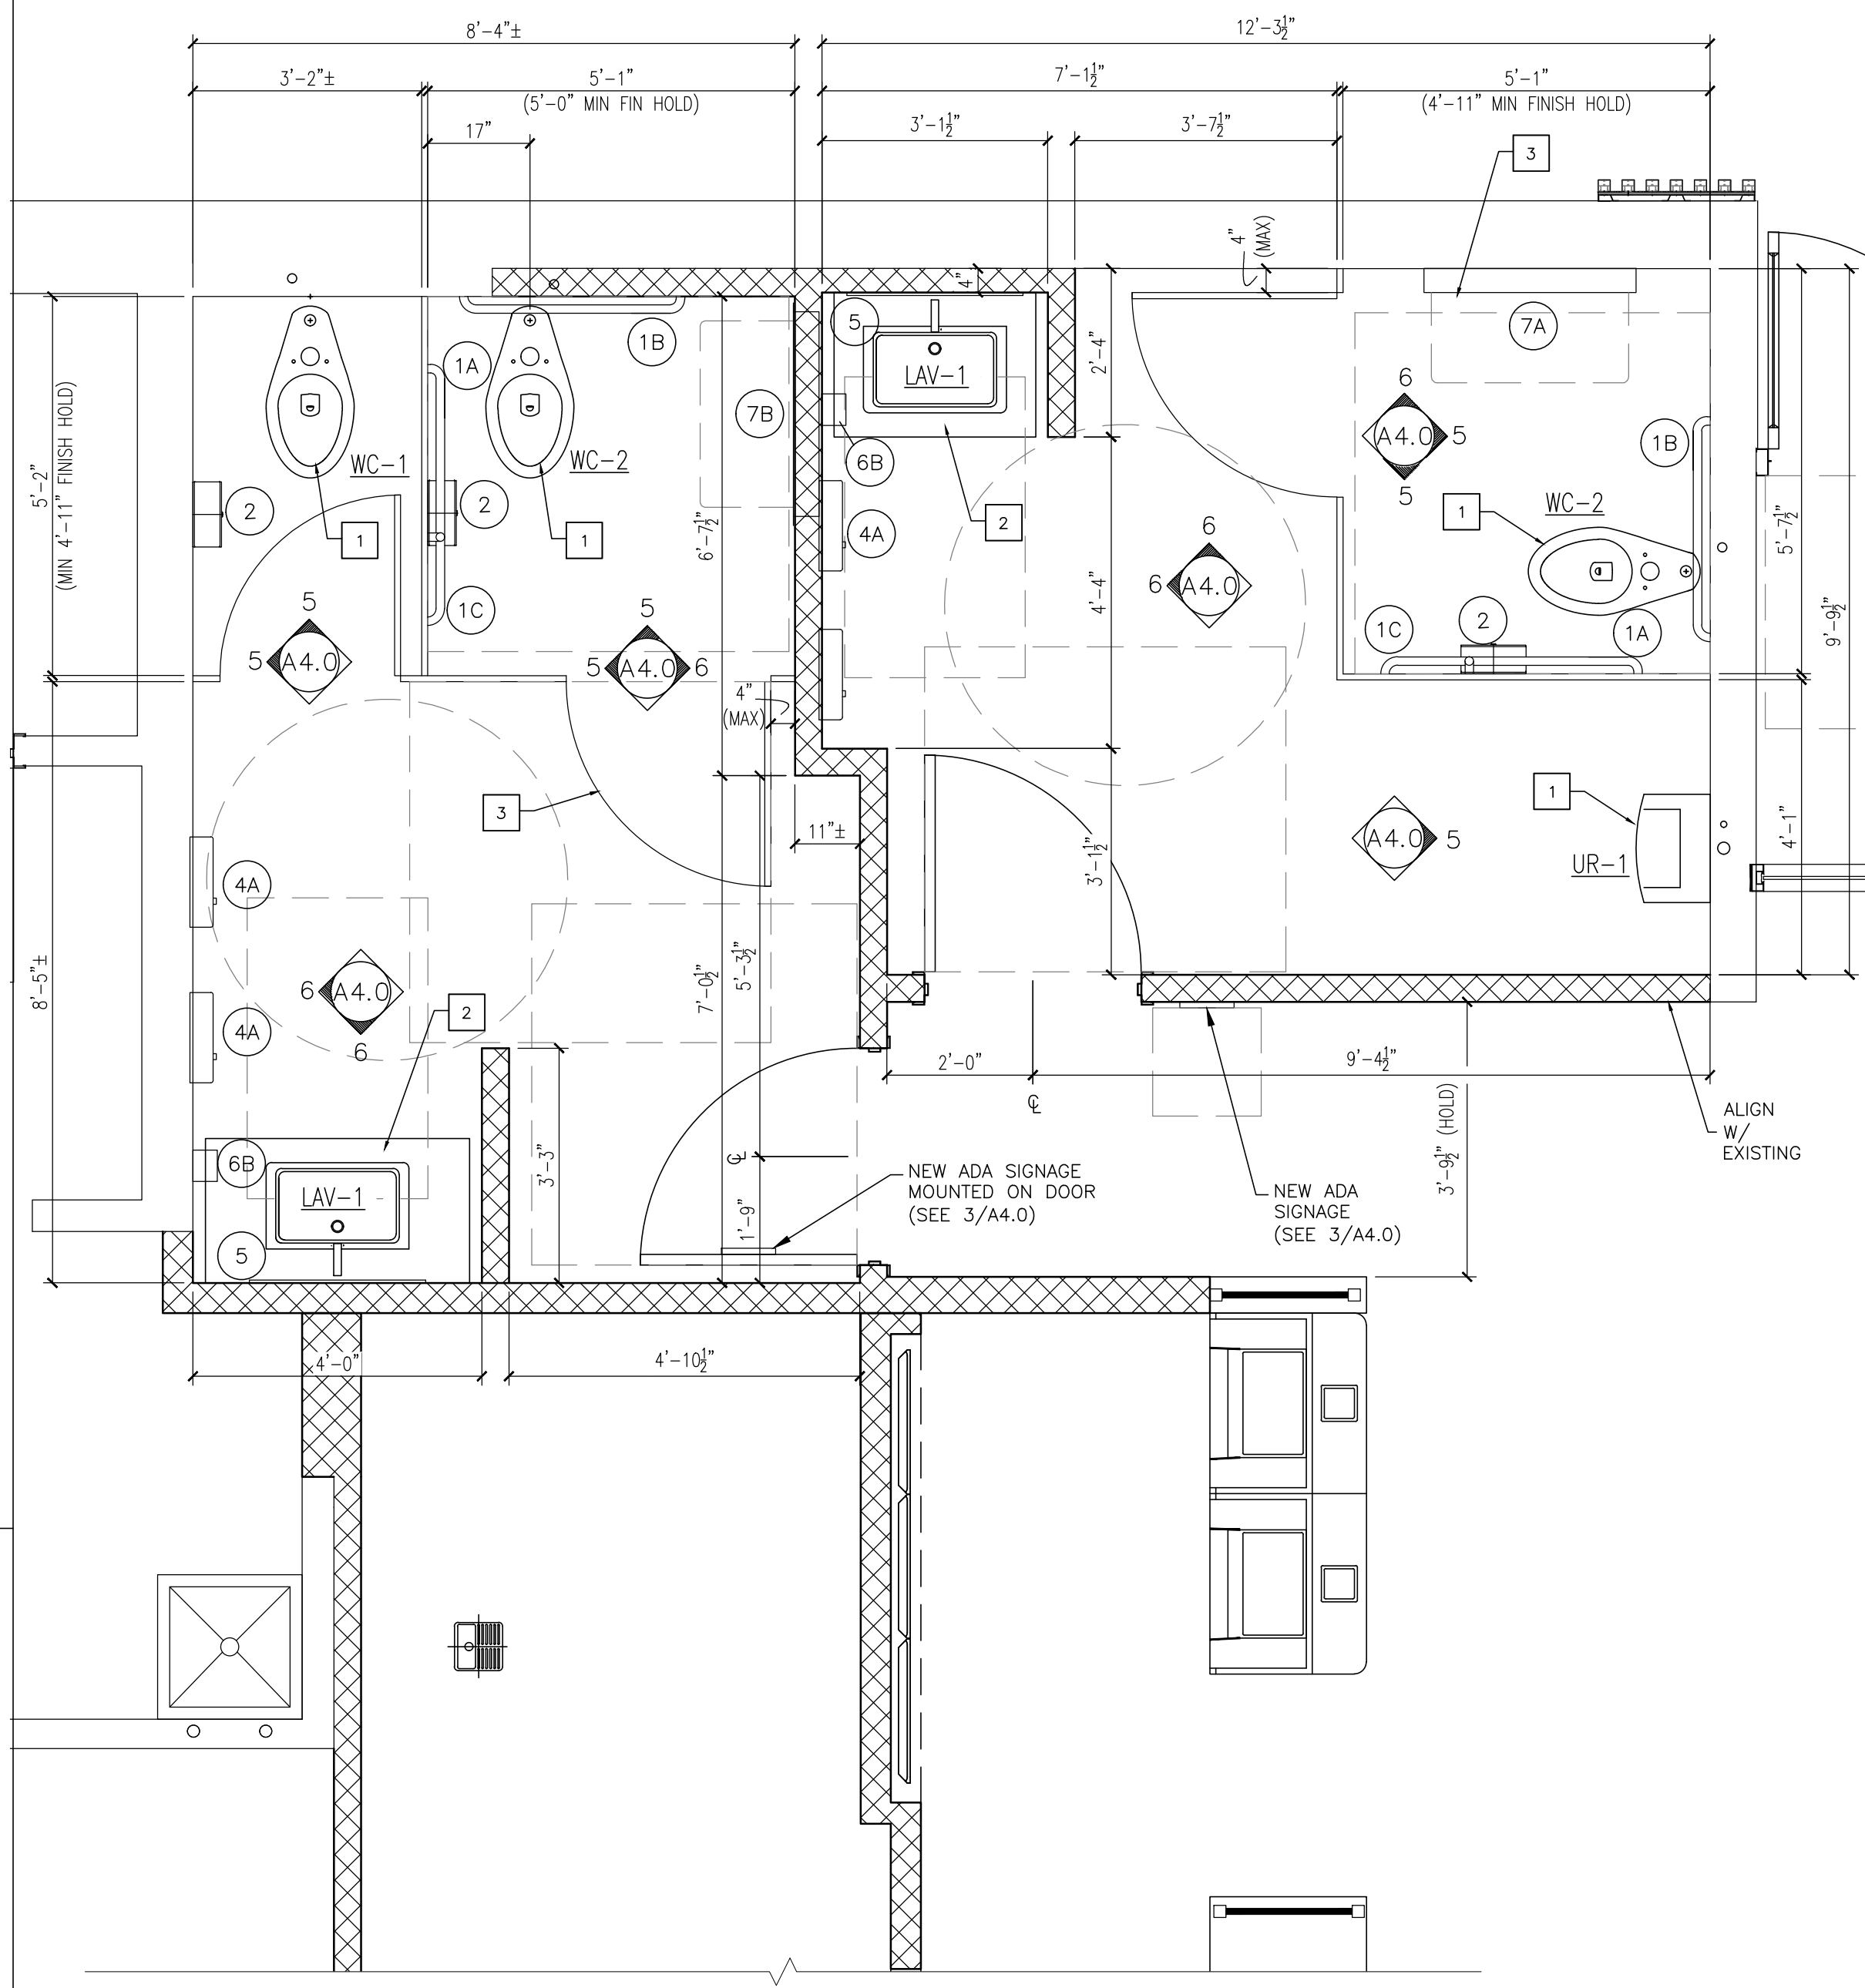 8'-4"±
12'-3½"
3'-2"±
5'-1"
(5'-0" MIN FIN HOLD)
7'-1½"
5'-1"
(4'-11" MIN FINISH HOLD)
17"
3'-1½"
3'-7½"
3
4"
(MAX)
4"
5
7A
1A
1B
LAV-1
2'-4"
6
A4.0
5
5
7B
1B
5'-2"
(MIN 4'-11" FINISH HOLD)
WC-1
WC-2
6B
WC-2
2
2
1
1
1
2
4A
6'-7½"
6
6
A4.0
5'-7½"
4'-4"
1C
1C
2
1A
9'-9½"
5
5
A4.0
5
5
A4.0
6
4"
(MAX)
3
1
11"±
4'-1"
A4.0
5
UR-1
4A
3'-1½"
8'-5"±
7'-0½"
5'-3½"
6
A4.0
6
2
4A
2'-0"
9'-4½"
℄
3'-9½" (HOLD)
ALIGN
W/
EXISTING
6B
LAV-1
5
3'-3"
℄
1'-9"
NEW ADA SIGNAGE
MOUNTED ON DOOR
(SEE 3/A4.0)
NEW ADA
SIGNAGE
(SEE 3/A4.0)
4'-0"
4'-10½"